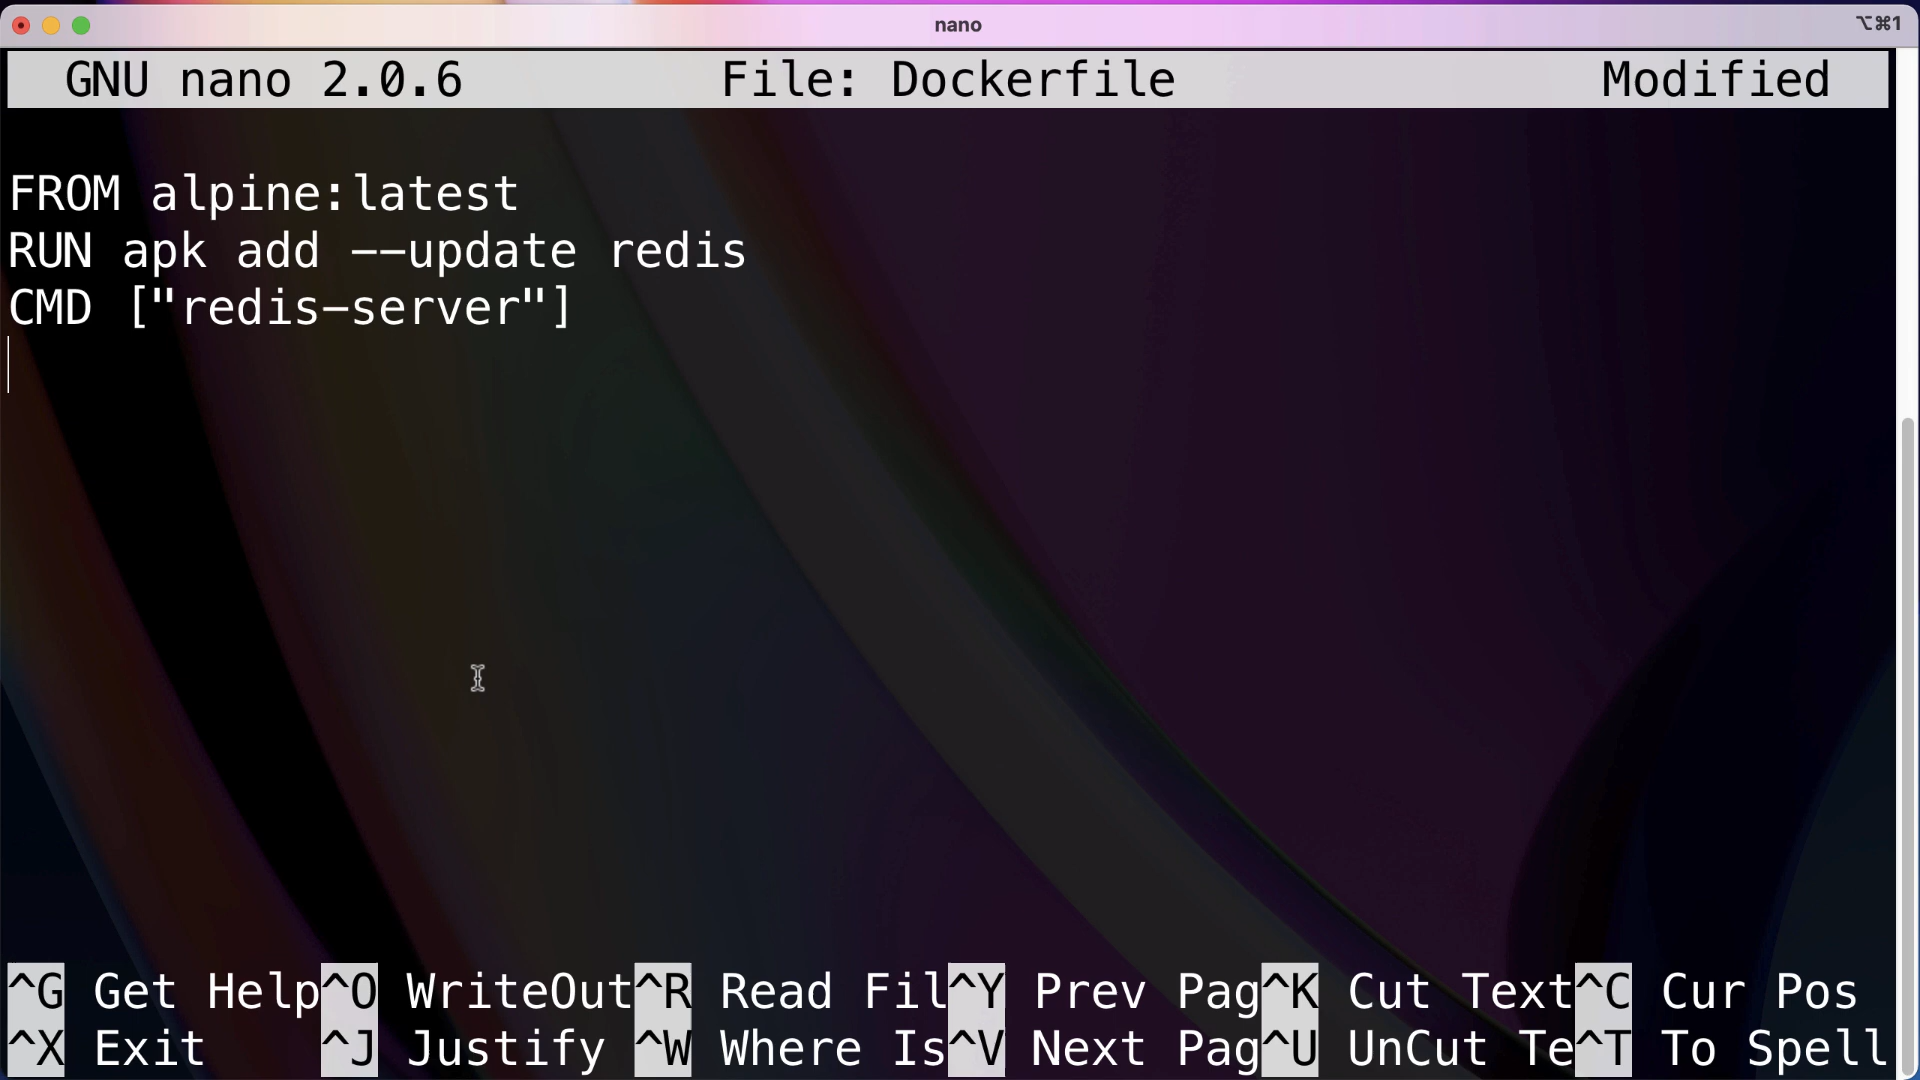 nano
⌥⌘1
GNU nano 2.0.6 File: Dockerfile Modified
FROM alpine:latest
RUN apk add --update redis
CMD ["redis-server"]
^G Get Help^O WriteOut^R Read Fil^Y Prev Pag^K Cut Text^C Cur Pos
^X Exit ^J Justify ^W Where Is^V Next Pag^U UnCut Te^T To Spell